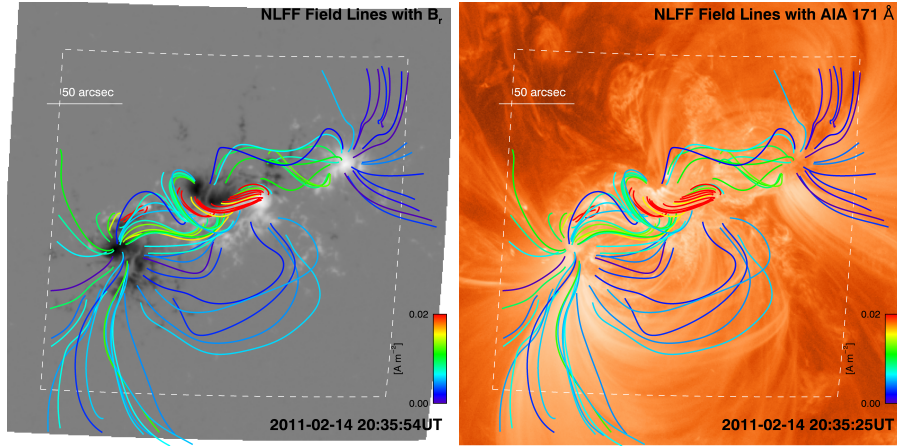 NLFF Field Lines with Br
50 arcsec
0.02
[A m⁻²]
0.00
2011-02-14 20:35:54UT
NLFF Field Lines with AIA 171 Å
50 arcsec
0.02
[A m⁻²]
0.00
2011-02-14 20:35:25UT